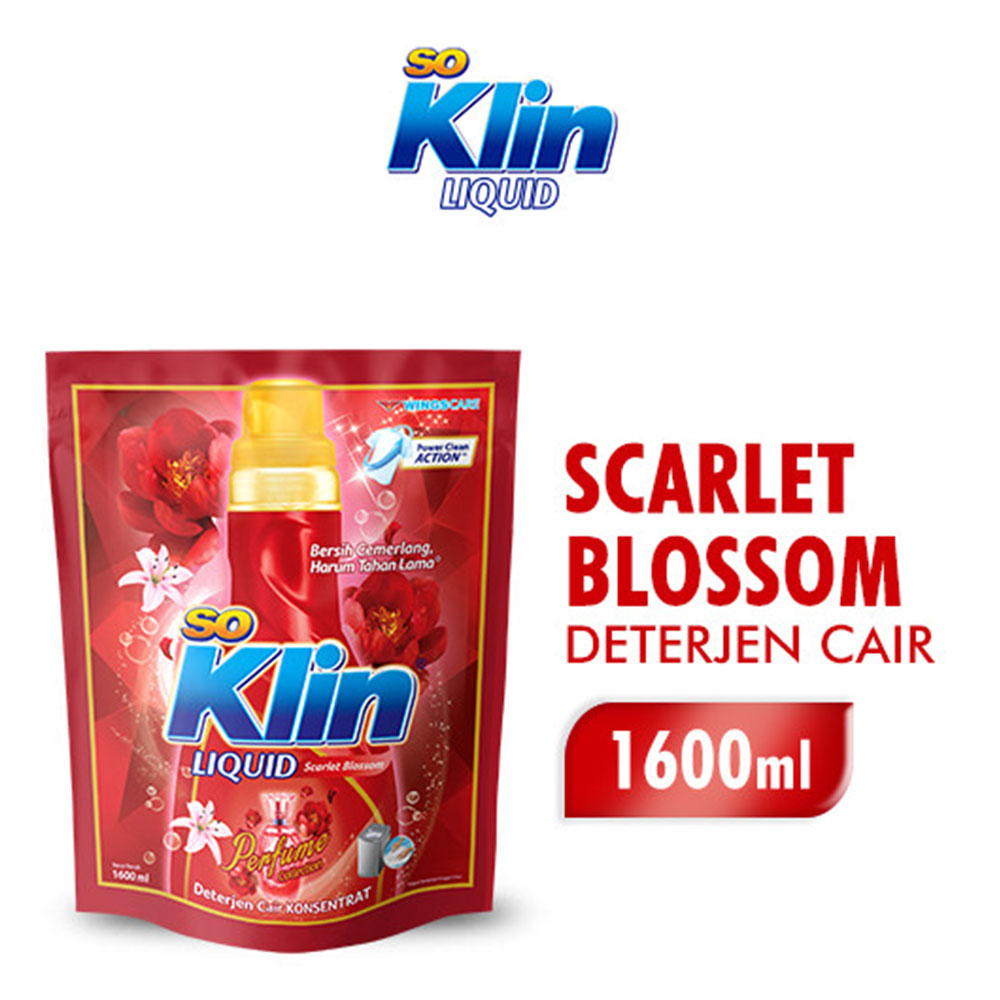 SO
Klin
LIQUID
WINGSCARE
Power Clean
ACTION™
Bersih Cemerlang,
Harum Tahan Lama
SO
Klin
LIQUID Scarlet Blossom
Perfume
collection
1600 ml
Deterjen Cair KONSENTRAT
SCARLET
BLOSSOM
DETERJEN CAIR
1600ml